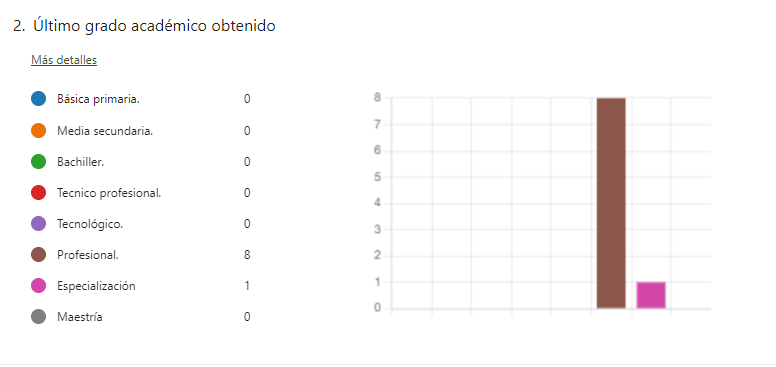 2. Último grado académico obtenido
Más detalles
Básica primaria. 0
Media secundaria. 0
Bachiller. 0
Tecnico profesional. 0
Tecnológico. 0
Profesional. 8
Especialización 1
Maestría 0
8
7
6
5
4
3
2
1
0